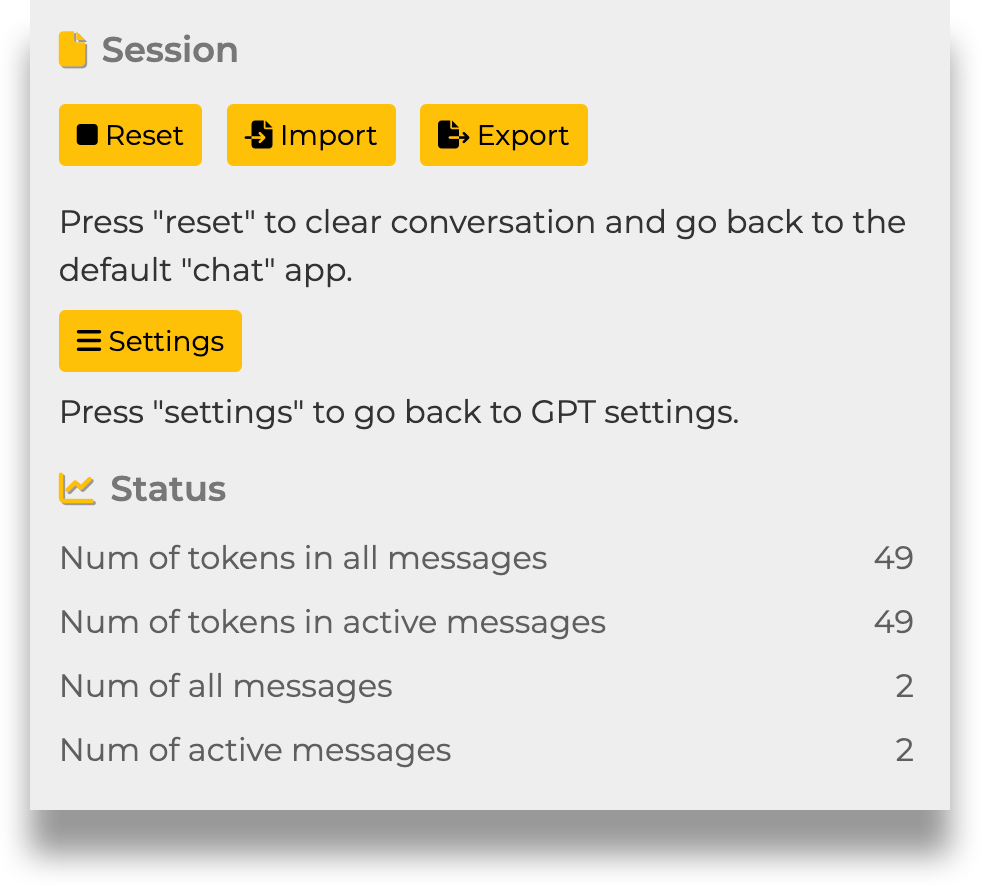 Session
Reset Import Export
Press "reset" to clear conversation and go back to the
default "chat" app.
Settings
Press "settings" to go back to GPT settings.
Status
Num of tokens in all messages 49
Num of tokens in active messages 49
Num of all messages 2
Num of active messages 2